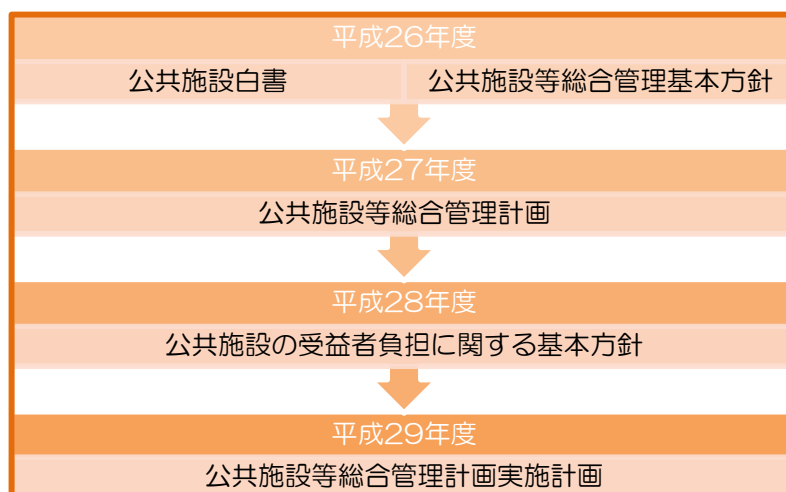 平成26年度
公共施設白書 公共施設等総合管理基本方針
平成27年度
公共施設等総合管理計画
平成28年度
公共施設の受益者負担に関する基本方針
平成29年度
公共施設等総合管理計画実施計画